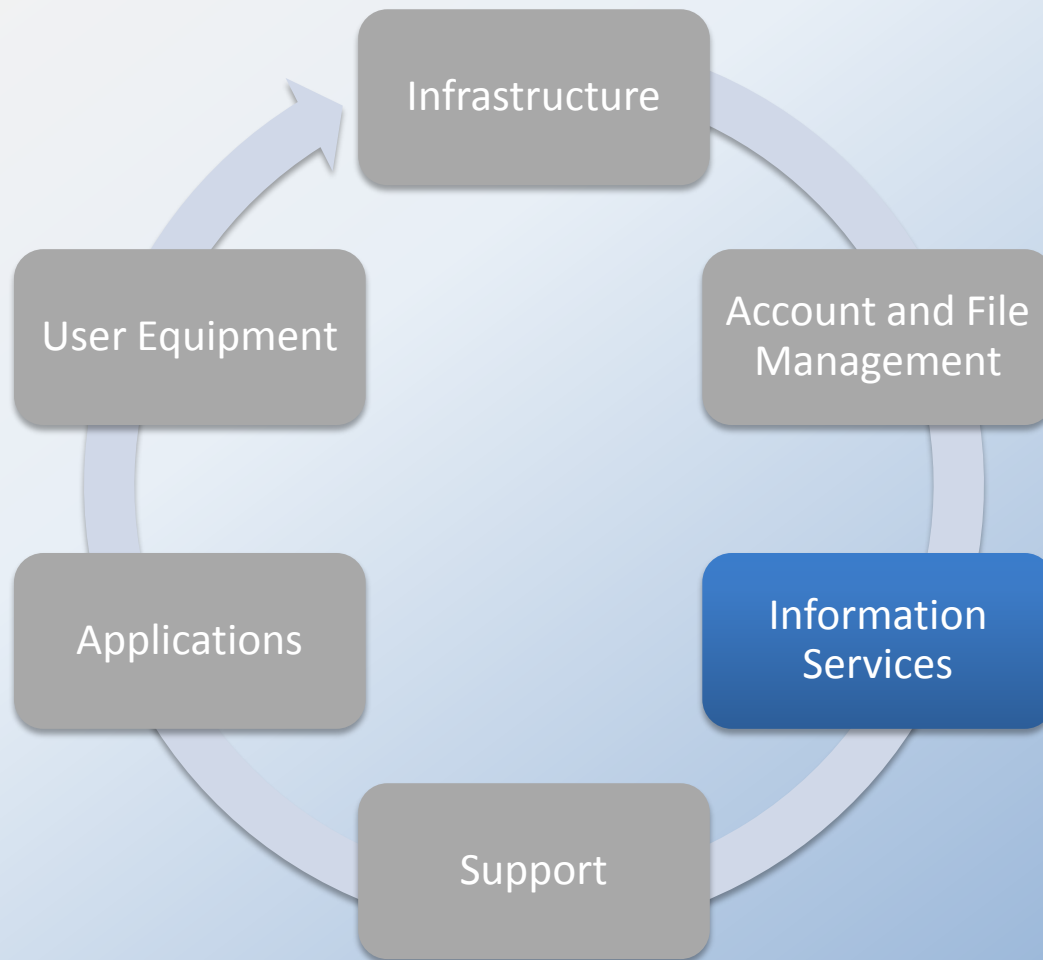 Infrastructure
User Equipment
Account and File
Management
Applications
Information
Services
Support